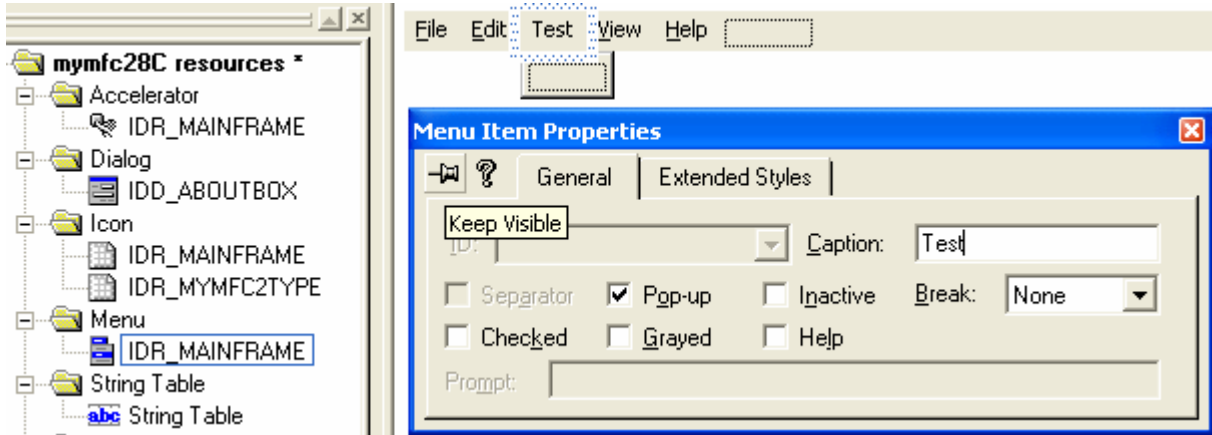 File Edit Test View Help
mymfc28C resources *
Accelerator
IDR_MAINFRAME
Dialog
IDD_ABOUTBOX
Icon
IDR_MAINFRAME
IDR_MYMFC2TYPE
Menu
IDR_MAINFRAME
String Table
abc String Table
Menu Item Properties
? General Extended Styles
Keep Visible
ID: Caption: Test
Separator Pop-up Inactive Break: None
Checked Grayed Help
Prompt: